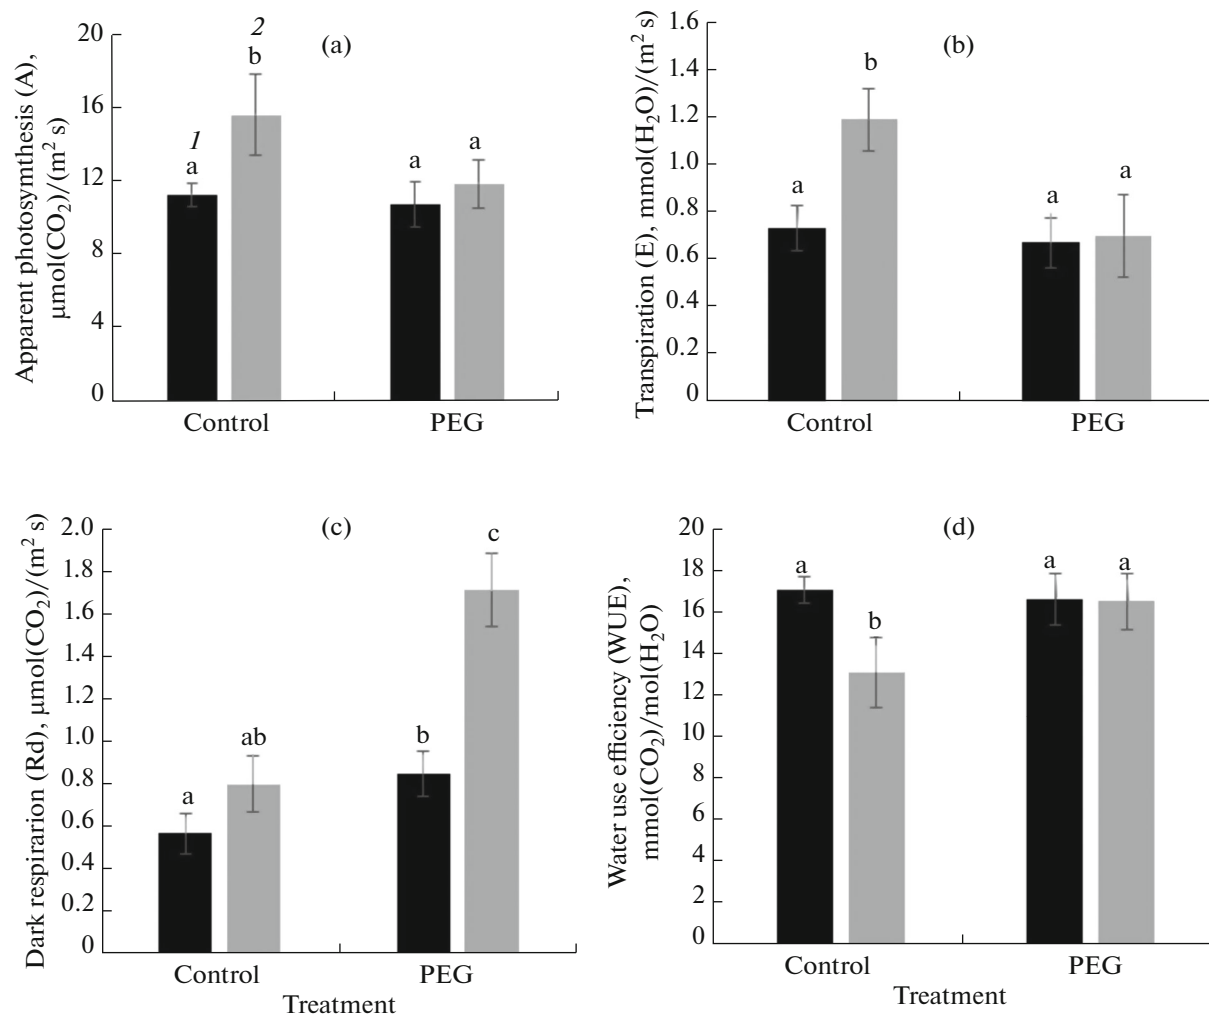 (a)
Apparent photosymthesis (A),
μmol(CO₂)/(m² s)
20
16
12
8
4
0
1
a
2
b
a
a
Control
PEG
(b)
Transpiration (E), mmol(H₂O)/(m² s)
1.6
1.4
1.2
1.0
0.8
0.6
0.4
0.2
0
a
b
a
a
Control
PEG
(c)
Dark respirarion (Rd), μmol(CO₂)/(m² s)
2.0
1.8
1.6
1.4
1.2
1.0
0.8
0.6
0.4
0.2
0
a
ab
b
c
Control
PEG
Treatment
(d)
Water use efficiency (WUE),
mmol(CO₂)/mol(H₂O)
20
18
16
14
12
10
8
6
4
2
0
a
b
a
a
Control
PEG
Treatment